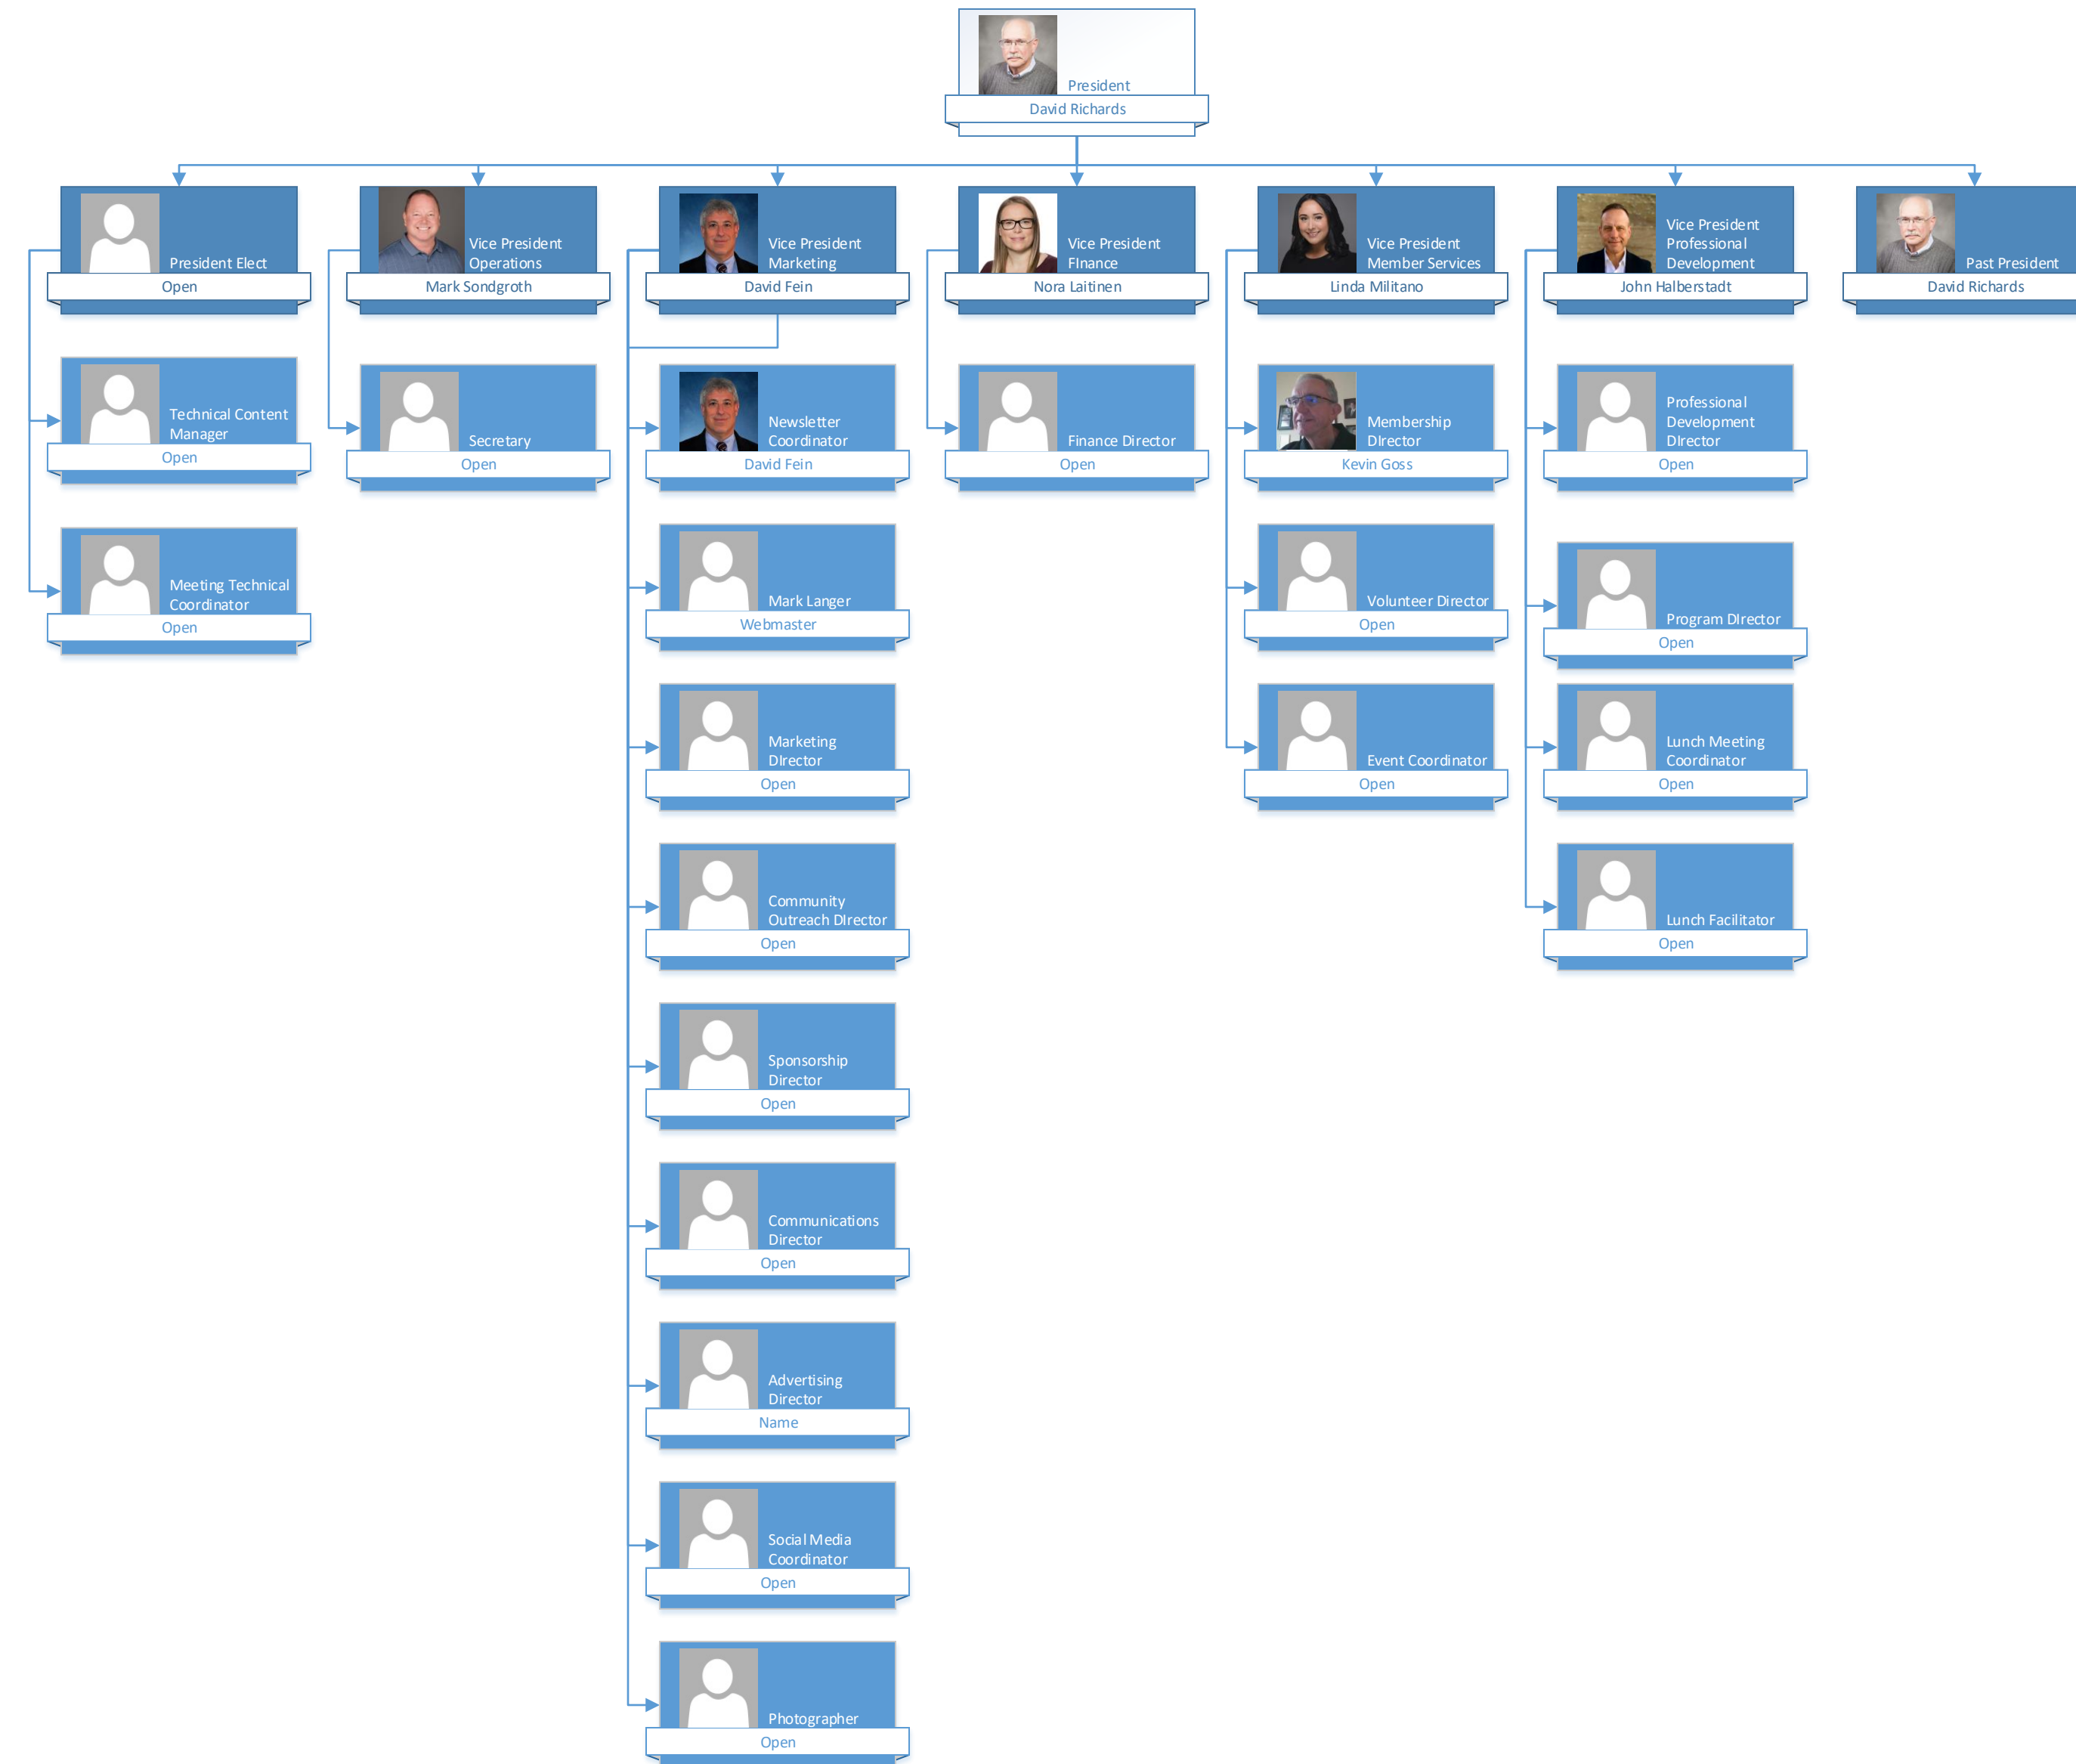 President
David Richards
President Elect
Open
Vice President
Operations
Mark Sondgroth
Vice President
Marketing
David Fein
Vice President
FInance
Nora Laitinen
Vice President
Member Services
Linda Militano
Vice President
Professional
Development
John Halberstadt
Past President
David Richards
Technical Content
Manager
Open
Secretary
Open
Newsletter
Coordinator
David Fein
Finance Director
Open
Membership
DIrector
Kevin Goss
Professional
Development
DIrector
Open
Meeting Technical
Coordinator
Open
Mark Langer
Webmaster
Volunteer Director
Open
Program DIrector
Open
Marketing
DIrector
Open
Event Coordinator
Open
Lunch Meeting
Coordinator
Open
Community
Outreach DIrector
Open
Lunch Facilitator
Open
Sponsorship
Director
Open
Communications
Director
Open
Advertising
Director
Name
Social Media
Coordinator
Open
Photographer
Open